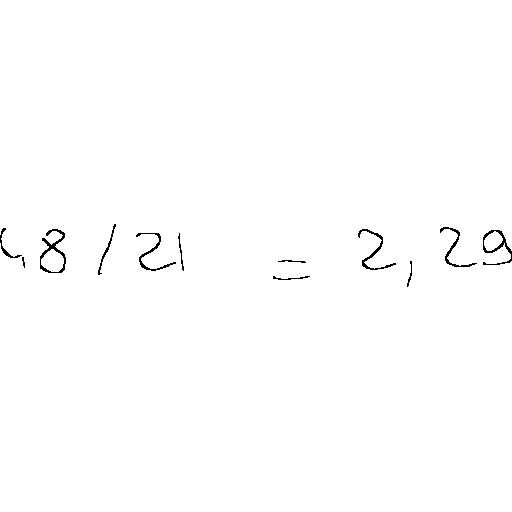 48 / 21 = 2,29